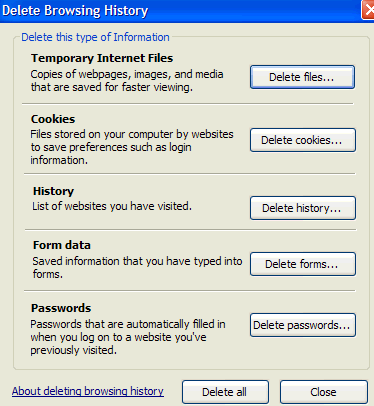 Delete Browsing History
Delete this type of Information
Temporary Internet Files
Copies of webpages, images, and media
that are saved for faster viewing.
Delete files...
Cookies
Files stored on your computer by websites
to save preferences such as login
information.
Delete cookies...
History
List of websites you have visited.
Delete history...
Form data
Saved information that you have typed into
forms.
Delete forms...
Passwords
Passwords that are automatically filled in
when you log on to a website you've
previously visited.
Delete passwords...
About deleting browsing history
Delete all
Close